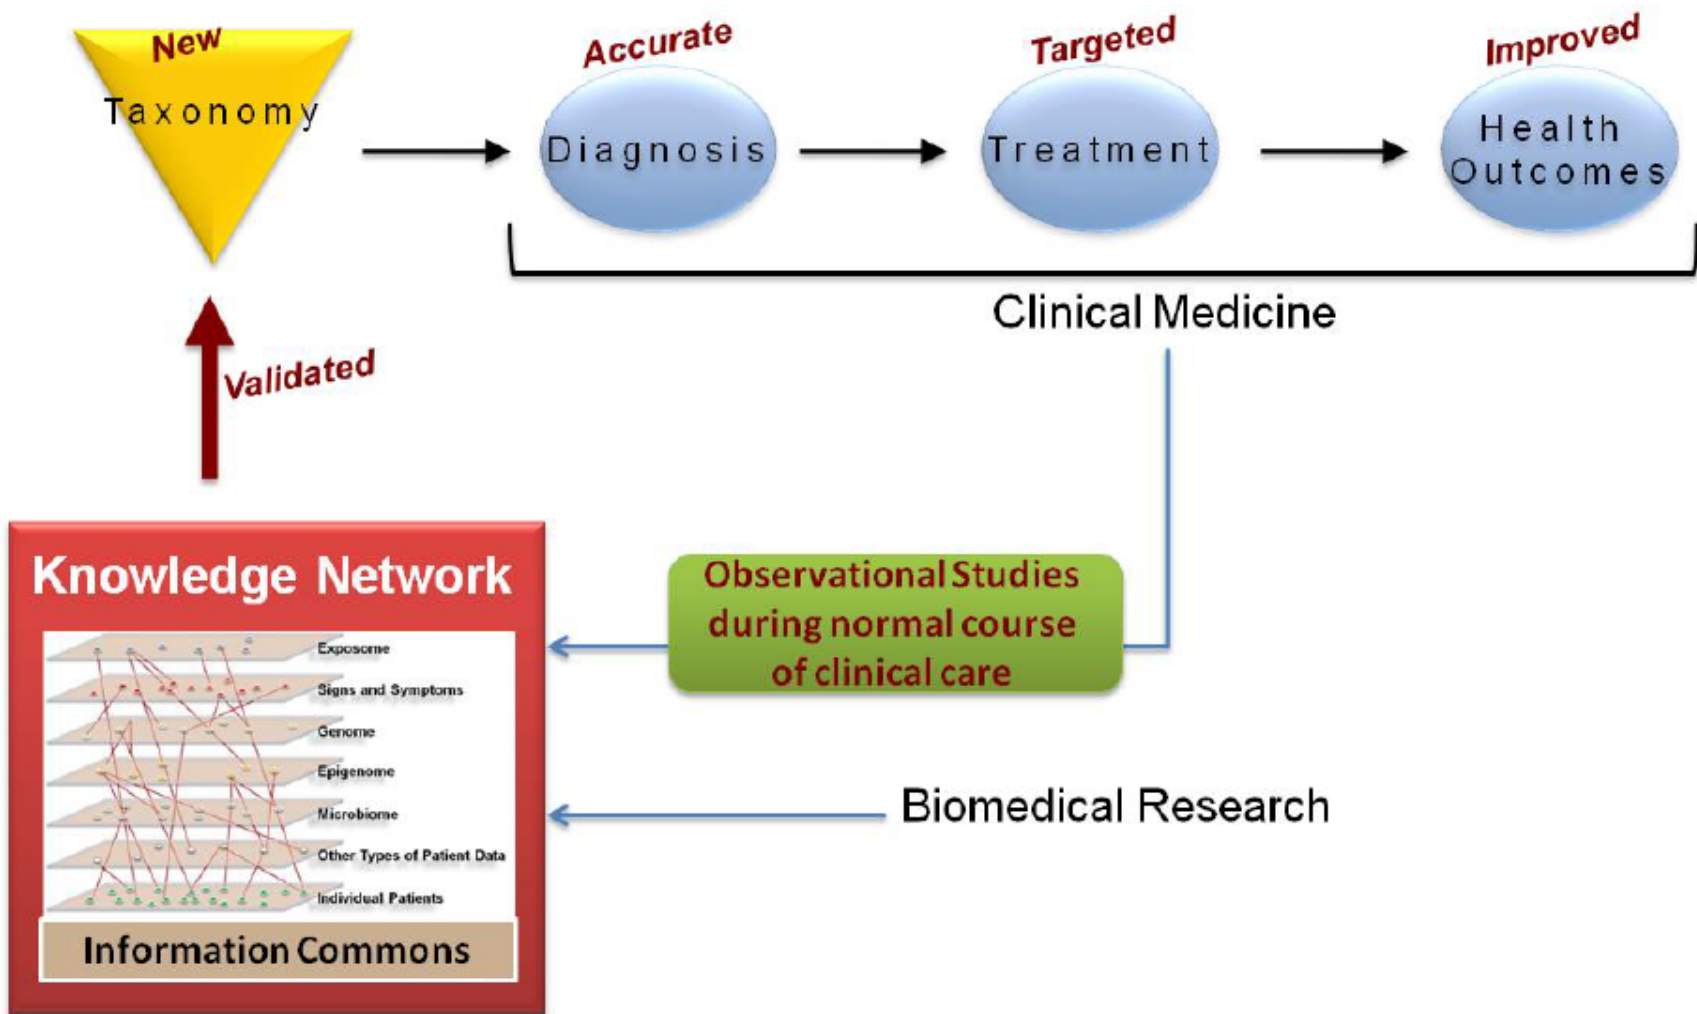 New
Taxonomy
Accurate
Diagnosis
Targeted
Treatment
Improved
Health
Outcomes
Clinical Medicine
Validated
Knowledge Network
Exposome
Signs and Symptoms
Genome
Epigenome
Microbiome
Other Types of Patient Data
Individual Patients
Information Commons
Observational Studies
during normal course
of clinical care
Biomedical Research